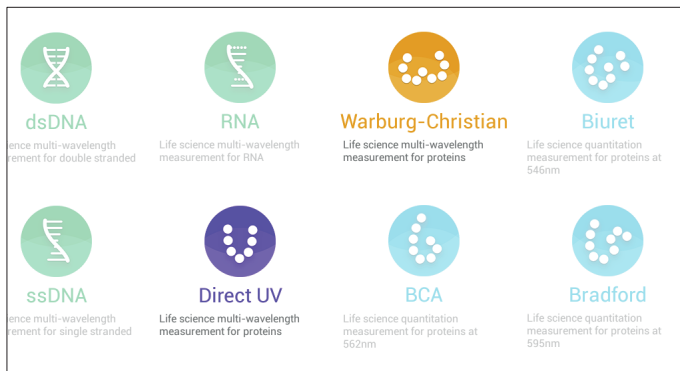 dsDNA
ience multi-wavelength
rement for double stranded
RNA
Life science multi-wavelength
measurement for RNA
Warburg-Christian
Life science multi-wavelength
measurement for proteins
Biuret
Life science quantitation
measurement for proteins at
546nm
ssDNA
ience multi-wavelength
rement for single stranded
Direct UV
Life science multi-wavelength
measurement for proteins
BCA
Life science quantitation
measurement for proteins at
562nm
Bradford
Life science quantitation
measurement for proteins at
595nm